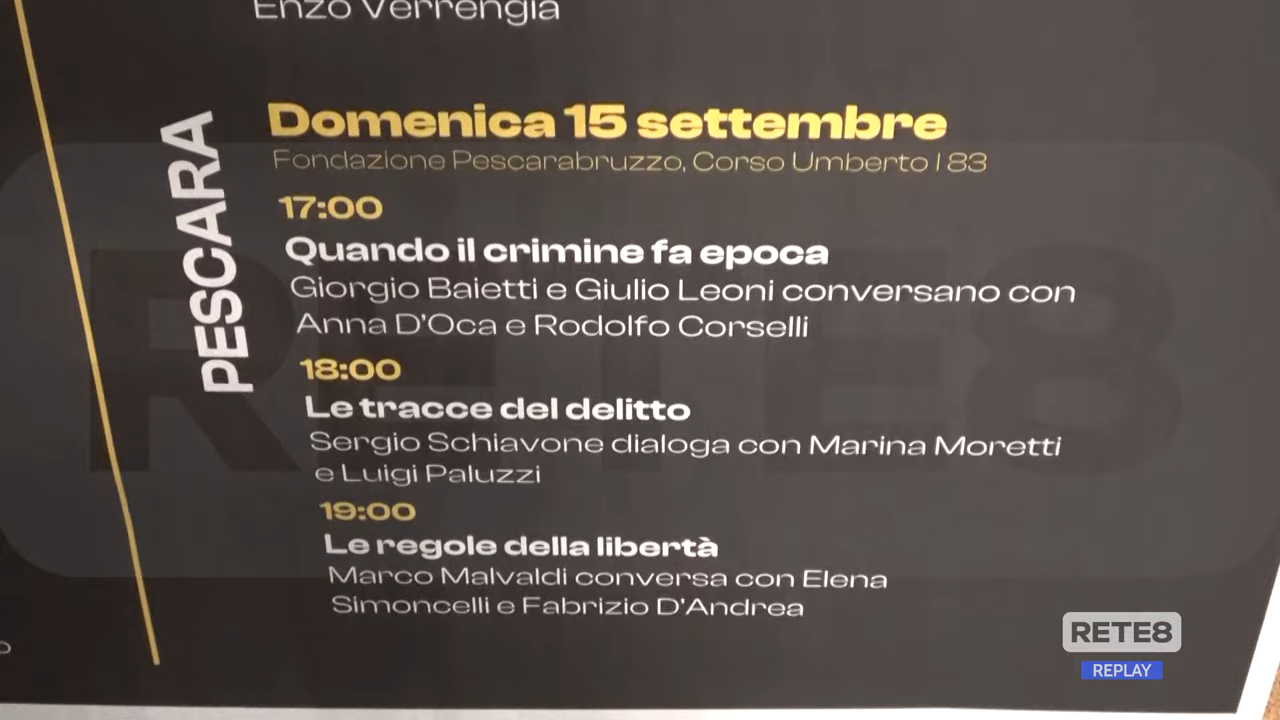 Enzo Verrengia
PESCARA
Domenica 15 settembre
Fondazione Pescarabruzzo, Corso Umberto I 83
17:00
Quando il crimine fa epoca
Giorgio Baietti e Giulio Leoni conversano con
Anna D'Oca e Rodolfo Corselli
18:00
Le tracce del delitto
Sergio Schiavone dialoga con Marina Moretti
e Luigi Paluzzi
19:00
Le regole della libertà
Marco Malvaldi conversa con Elena
Simoncelli e Fabrizio D'Andrea
RETE8
RETE8
REPLAY